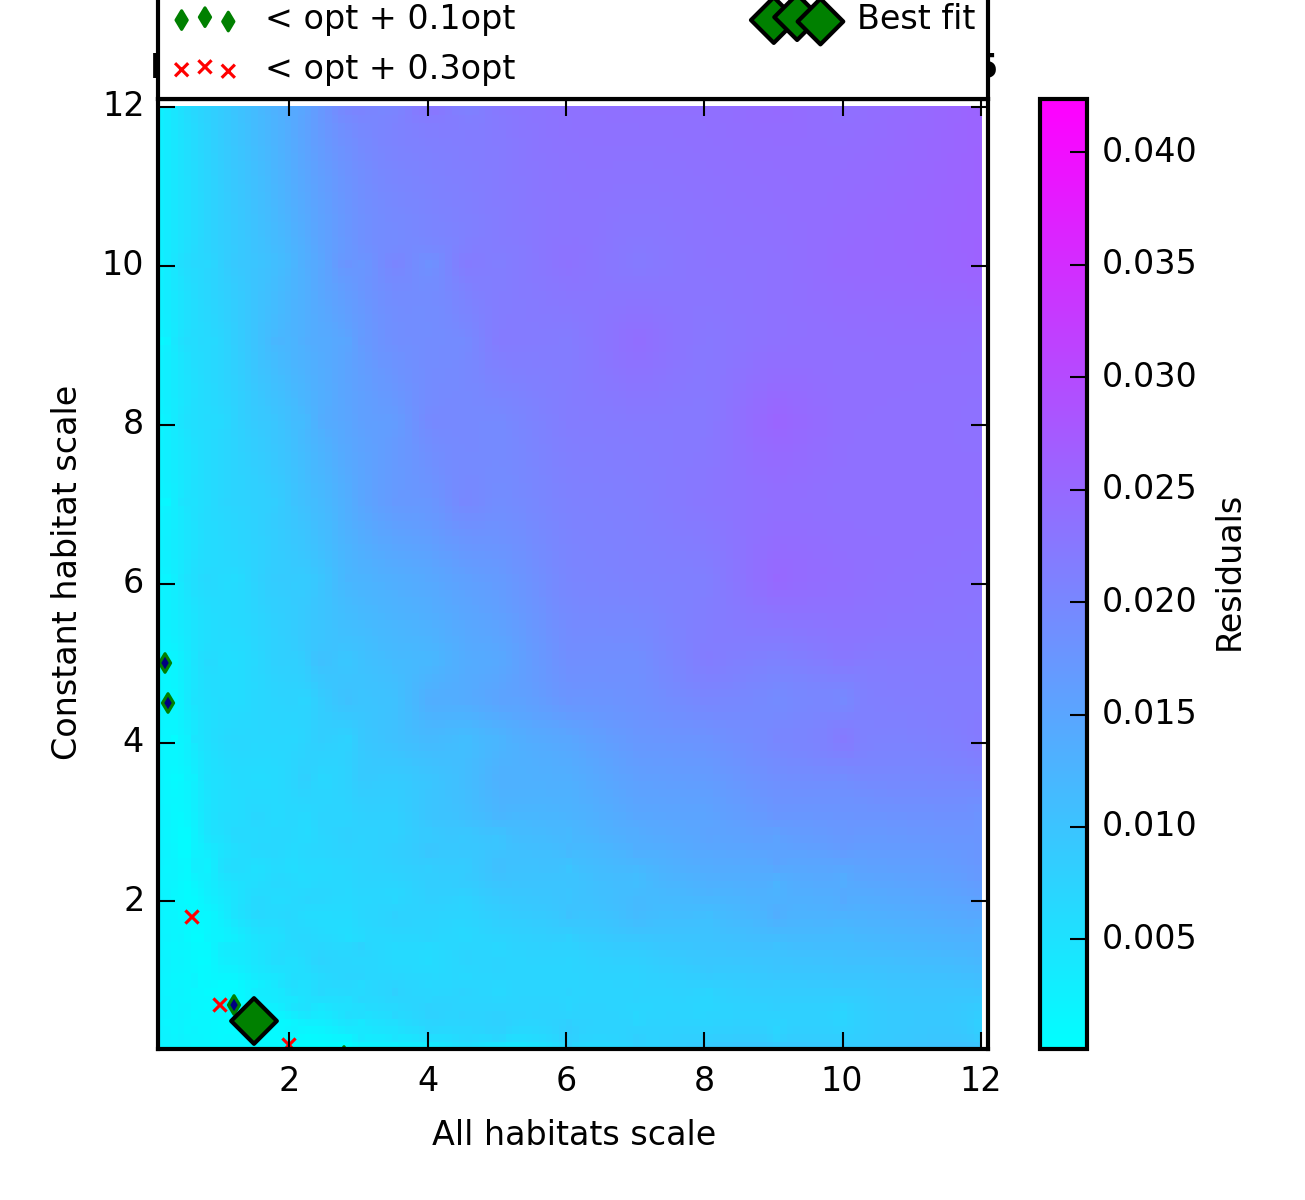 < opt + 0.1opt
Best fit
< opt + 0.3opt
12
10
8
6
4
2
Constant habitat scale
2 4 6 8 10 12
All habitats scale
0.040
0.035
0.030
0.025
0.020
0.015
0.010
0.005
Residuals